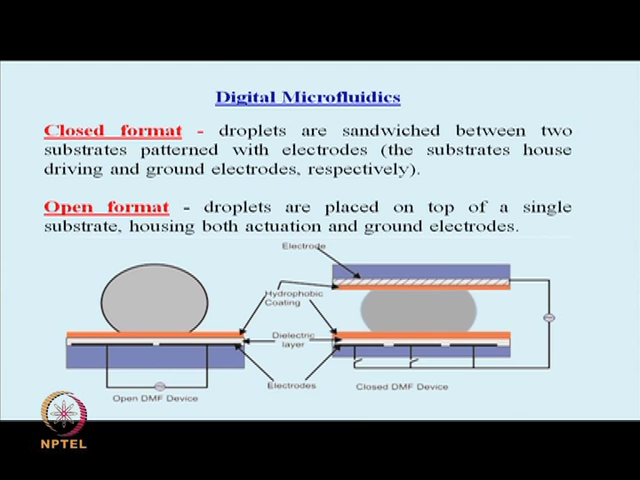 Digital Microfluidics
Closed format - droplets are sandwiched between two
substrates patterned with electrodes (the substrates house
driving and ground electrodes, respectively).
Open format - droplets are placed on top of a single
substrate, housing both actuation and ground electrodes.
Electrode
Hydrophobic
Coating
Dielectric
layer
Electrodes
Open DMF Device
Closed DMF Device
NPTEL